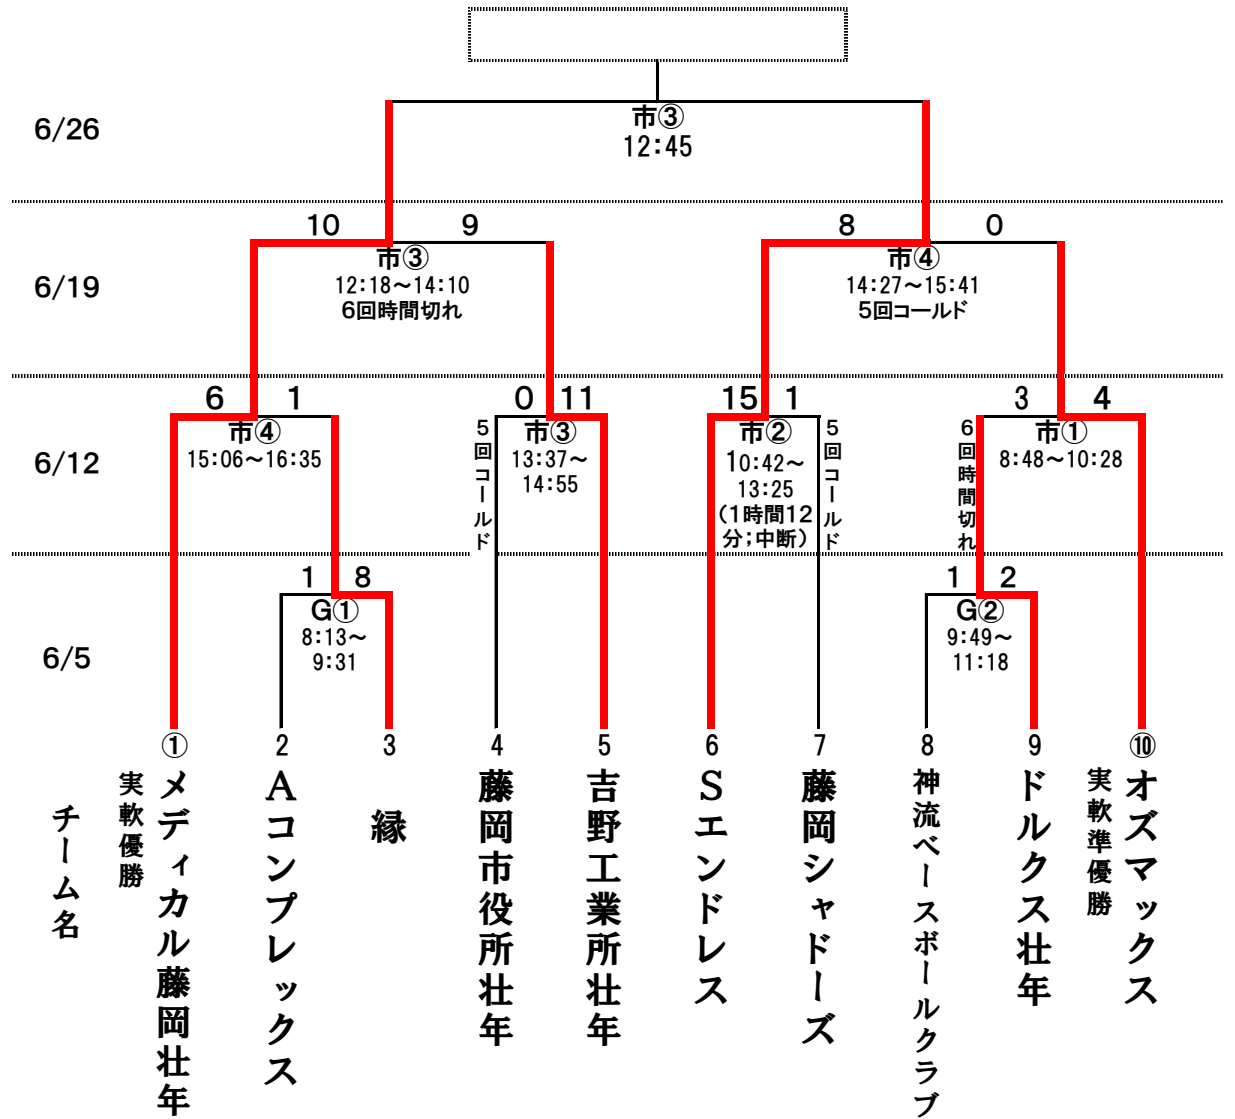 6/26
市③
12:45
10 9
市③
12:18～14:10
6回時間切れ
8 0
市④
14:27～15:41
5回コールド
6/19
6 1
市④
15:06～16:35
0 11
5回コールド
市③
13:37～
14:55
15 1
市②
10:42～
13:25
(1時間12
分;中断)
5回コールド
3 4
6回時間切れ
市①
8:48～10:28
6/12
1 8
G①
8:13～
9:31
1 2
G②
9:49～
11:18
6/5
① 2 3 4 5 6 7 8 9 ⑩
チーム名
実軟優勝
メディカル藤岡壮年
Aコンプレックス
縁
藤岡市役所壮年
吉野工業所壮年
Sエンドレス
藤岡シャドーズ
神流ベースボールクラブ
ドルクス壮年
実軟準優勝
オズマックス